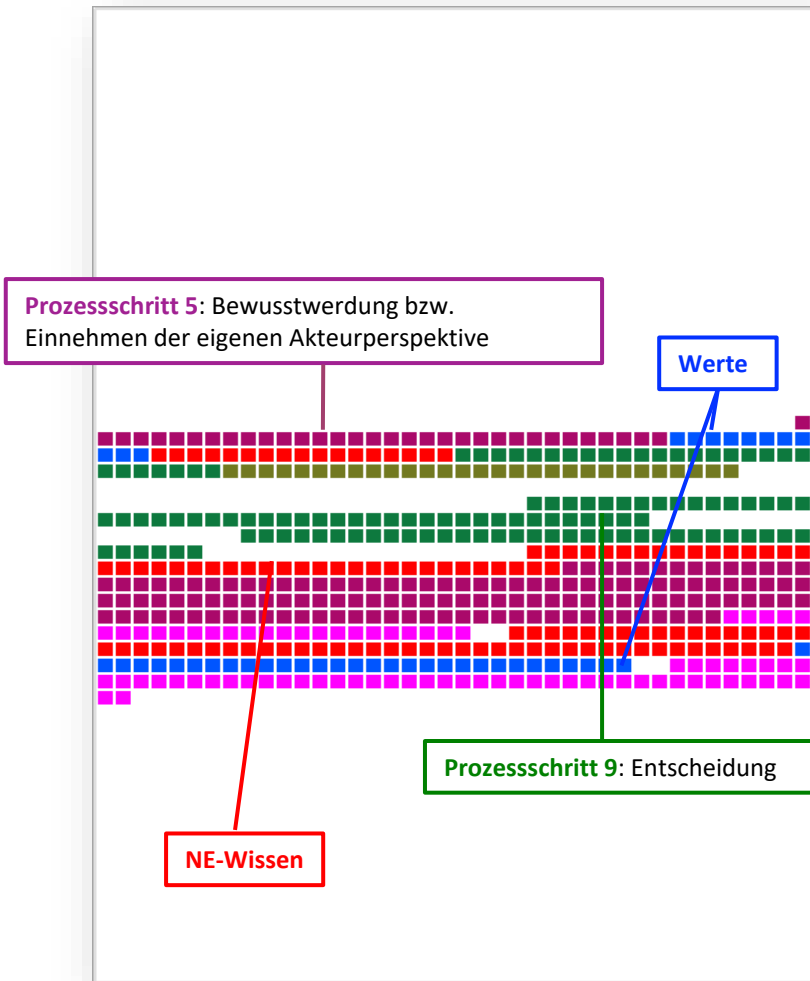 Prozessschritt 5: Bewusstwerdung bzw.
Einnehmen der eigenen Akteurperspektive
Werte
Prozessschritt 9: Entscheidung
NE-Wissen